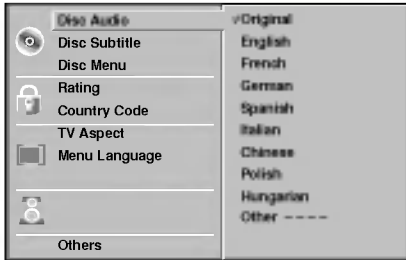 Disc Audio
Disc Subtitle
Disc Menu
Rating
Country Code
TV Aspect
Menu Language
Others
√Original
English
French
German
Spanish
Italian
Chinese
Polish
Hungarian
Other – – – –